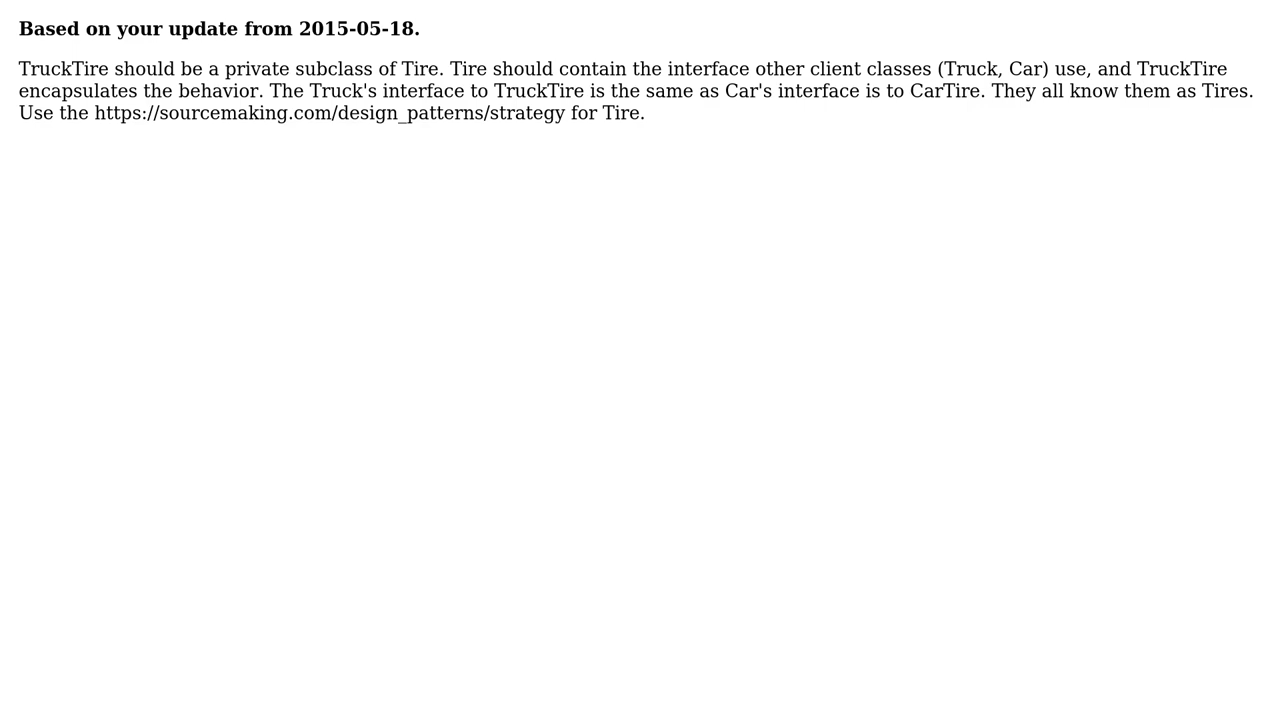 Based on your update from 2015-05-18.
TruckTire should be a private subclass of Tire. Tire should contain the interface other client classes (Truck, Car) use, and TruckTire
encapsulates the behavior. The Truck's interface to TruckTire is the same as Car's interface is to CarTire. They all know them as Tires.
Use the https://sourcemaking.com/design_patterns/strategy for Tire.